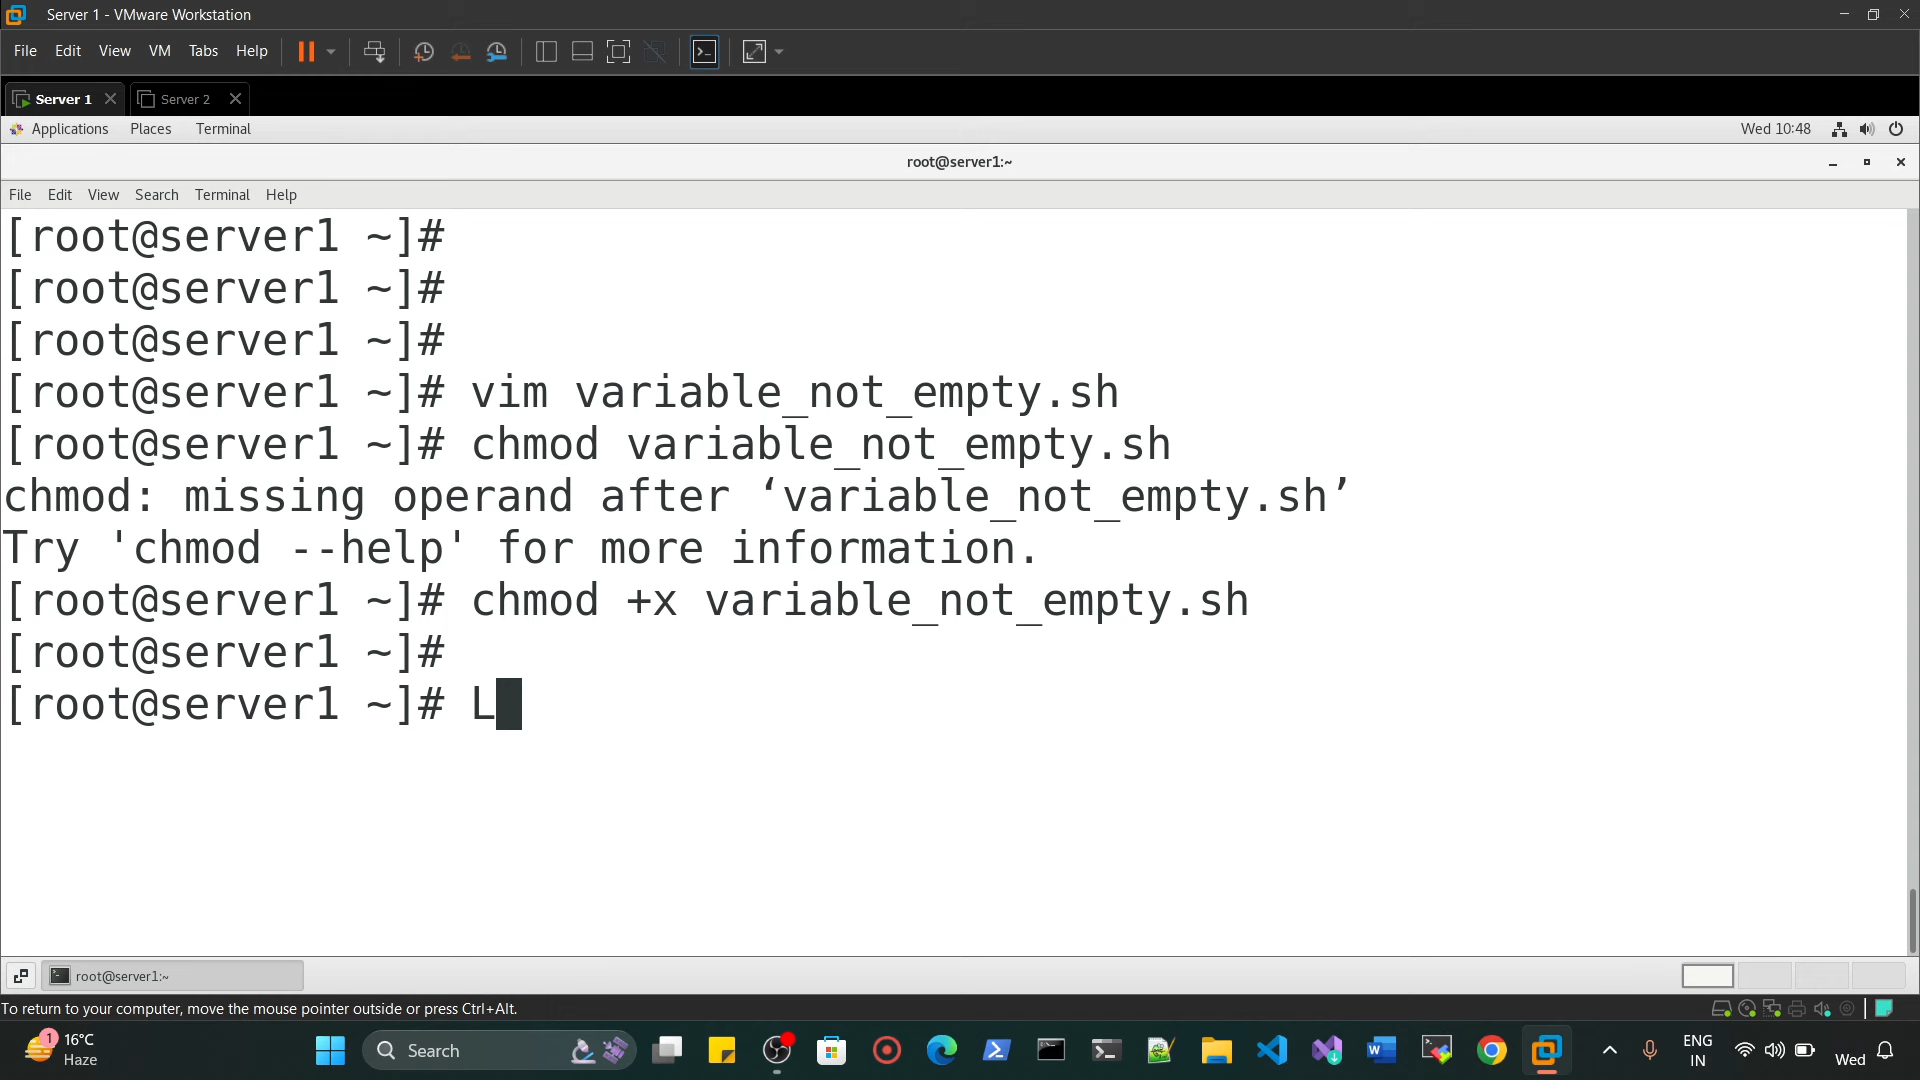 Server 1 - VMware Workstation
File Edit View VM Tabs Help
Server 1 Server 2
Applications Places Terminal Wed 10:48
root@server1:~
File Edit View Search Terminal Help
[root@server1 ~]#
[root@server1 ~]#
[root@server1 ~]#
[root@server1 ~]# vim variable_not_empty.sh
[root@server1 ~]# chmod variable_not_empty.sh
chmod: missing operand after ‘variable_not_empty.sh’
Try 'chmod --help' for more information.
[root@server1 ~]# chmod +x variable_not_empty.sh
[root@server1 ~]#
[root@server1 ~]# L
root@server1:~
To return to your computer, move the mouse pointer outside or press Ctrl+Alt.
1 16°C
Haze
Search
ENG
IN
Wed